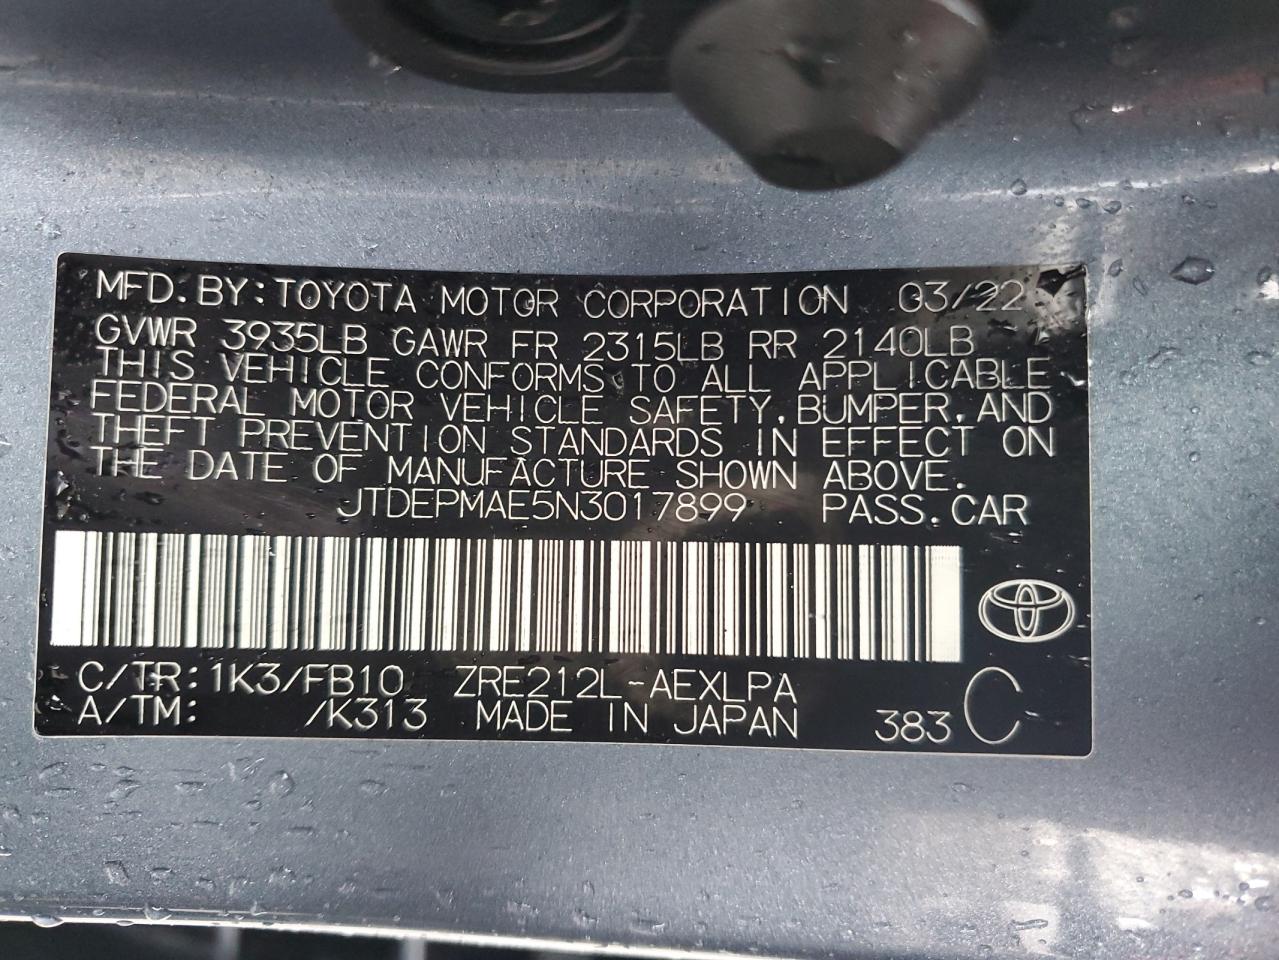 MFD.BY:TOYOTA MOTOR CORPORATION 03/22
GVWR 3935LB GAWR FR 2315LB RR 2140LB
THIS VEHICLE CONFORMS TO ALL APPLICABLE
FEDERAL MOTOR VEHICLE SAFETY,BUMPER,AND
THEFT PREVENTION STANDARDS IN EFFECT ON
THE DATE OF MANUFACTURE SHOWN ABOVE.
JTDEPMAE5N3017899 PASS.CAR
C/TR:1K3/FB10 ZRE212L-AEXLPA
A/TM: /K313 MADE IN JAPAN 383 C